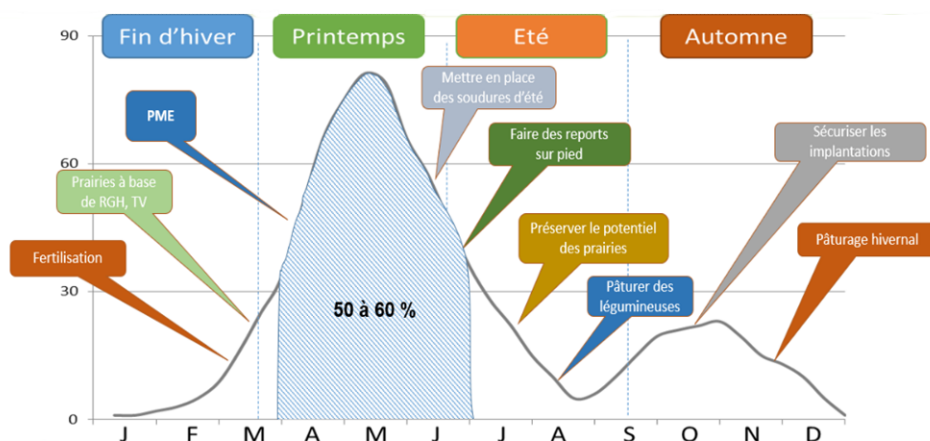 Fin d'hiver
Printemps
Eté
Automne
90
60
30
0
PME
Mettre en place
des soudures d'été
Faire des reports
sur pied
Sécuriser les
implantations
Prairies à base
de RGH, TV
Fertilisation
Préserver le potentiel
des prairies
Pâturage hivernal
Pâturer des
légumineuses
50 à 60 %
J F M A M J J A S O N D